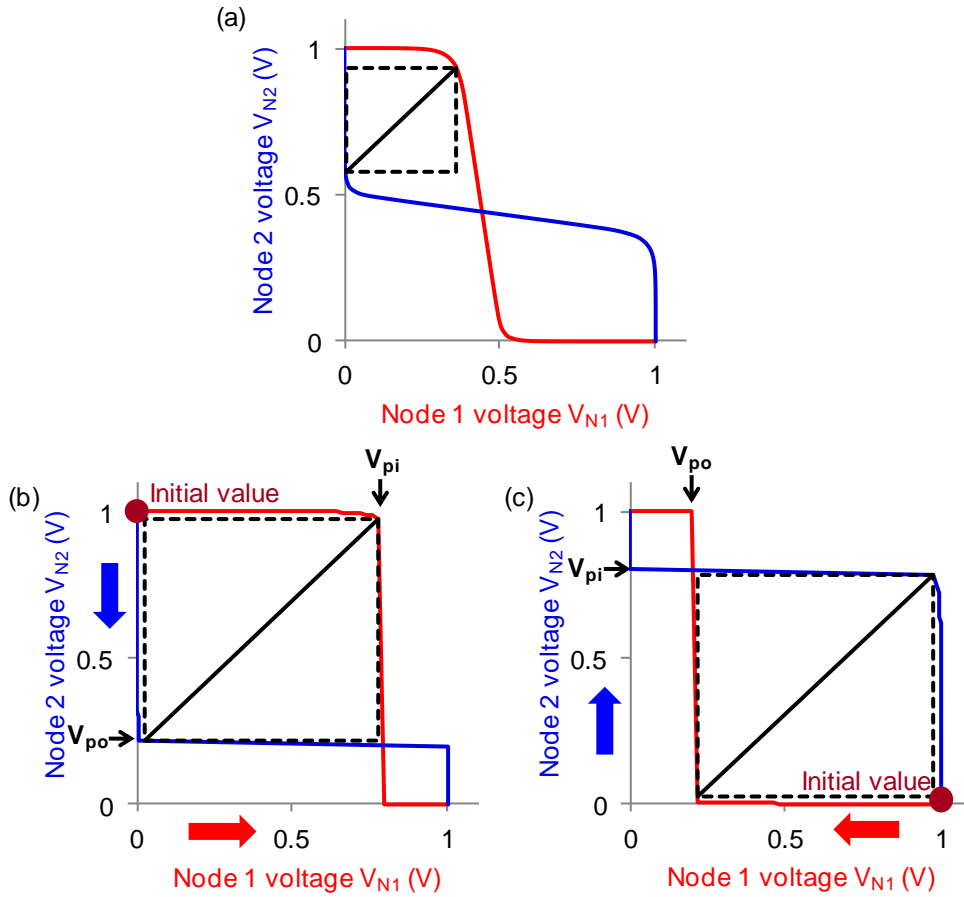 (a)
Node 2 voltage V_N2 (V)
1
0.5
0
0
0.5
1
Node 1 voltage V_N1 (V)
(b)
V_pi
Initial value
Node 2 voltage V_N2 (V)
1
0.5
V_po
0
0
0.5
1
Node 1 voltage V_N1 (V)
(c)
V_po
Node 2 voltage V_N2 (V)
1
V_pi
0.5
Initial value
0
0
0.5
1
Node 1 voltage V_N1 (V)